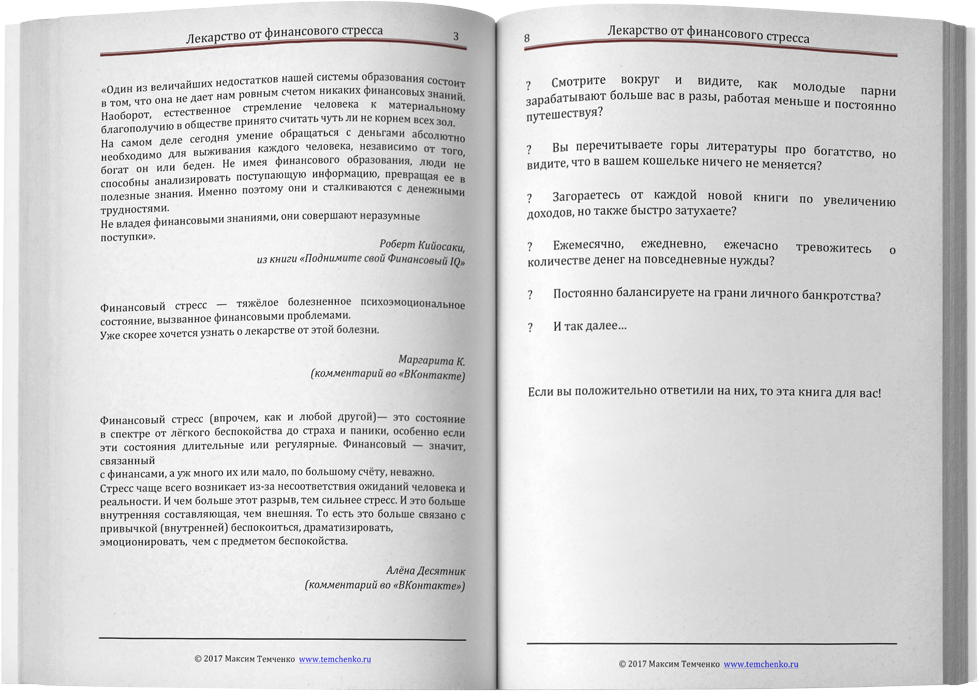 Лекарство от финансового стресса 3
«Один из величайших недостатков нашей системы образования состоит
в том, что она не дает нам ровным счетом никаких финансовых знаний.
Наоборот, естественное стремление человека к материальному
благополучию в обществе принято считать чуть ли не корнем всех зол.
На самом деле сегодня умение обращаться с деньгами абсолютно
необходимо для выживания каждого человека, независимо от того,
богат он или беден. Не имея финансового образования, люди не
способны анализировать поступающую информацию, превращая ее в
полезные знания. Именно поэтому они и сталкиваются с денежными
трудностями.
Не владея финансовыми знаниями, они совершают неразумные
поступки».
Роберт Кийосаки,
из книги «Поднимите свой Финансовый IQ»
Финансовый стресс — тяжёлое болезненное психоэмоциональное
состояние, вызванное финансовыми проблемами.
Уже скорее хочется узнать о лекарстве от этой болезни.
Маргарита К.
(комментарий во «ВКонтакте)
Финансовый стресс (впрочем, как и любой другой)— это состояние
в спектре от лёгкого беспокойства до страха и паники, особенно если
эти состояния длительные или регулярные. Финансовый — значит,
связанный
с финансами, а уж много их или мало, по большому счёту, неважно.
Стресс чаще всего возникает из-за несоответствия ожиданий человека и
реальности. И чем больше этот разрыв, тем сильнее стресс. И это больше
внутренняя составляющая, чем внешняя. То есть это больше связано с
привычкой (внутренней) беспокоиться, драматизировать,
эмоционировать, чем с предметом беспокойства.
Алёна Десятник
(комментарий во «ВКонтакте»)
© 2017 Максим Темченко www.temchenko.ru
8 Лекарство от финансового стресса
? Смотрите вокруг и видите, как молодые парни
зарабатывают больше вас в разы, работая меньше и постоянно
путешествуя?
? Вы перечитываете горы литературы про богатство, но
видите, что в вашем кошельке ничего не меняется?
? Загораетесь от каждой новой книги по увеличению
доходов, но также быстро затухаете?
? Ежемесячно, ежедневно, ежечасно тревожитесь о
количестве денег на повседневные нужды?
? Постоянно балансируете на грани личного банкротства?
? И так далее…
Если вы положительно ответили на них, то эта книга для вас!
© 2017 Максим Темченко www.temchenko.ru